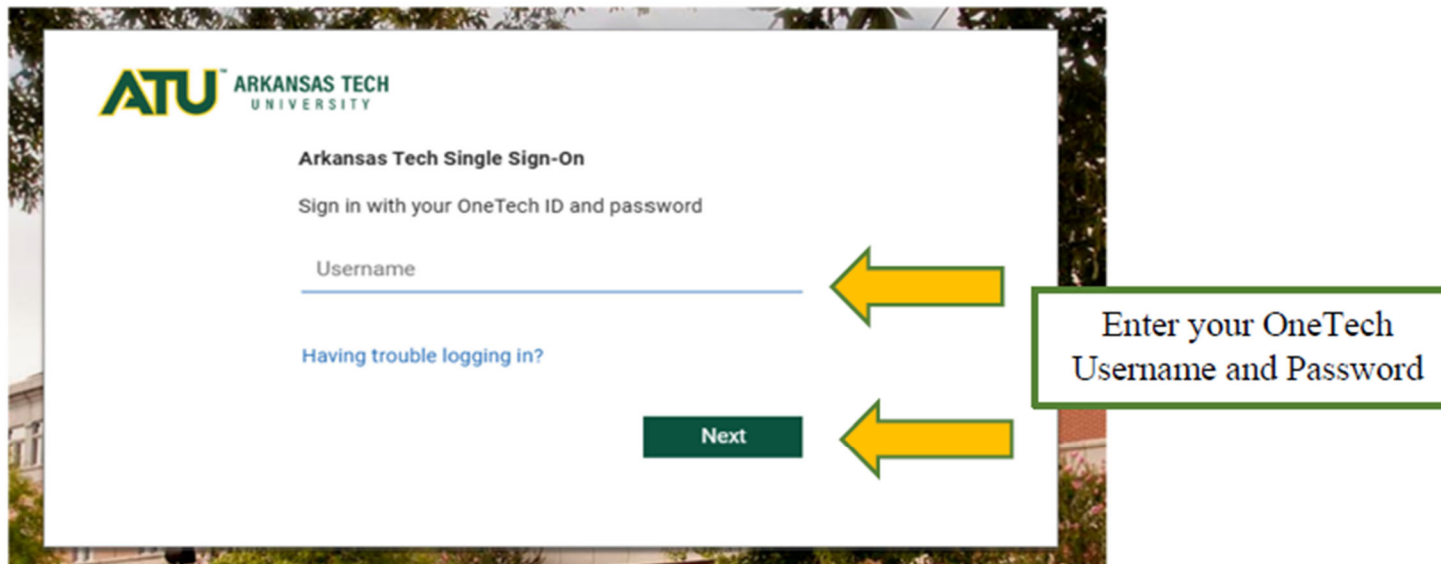 ATU™ ARKANSAS TECH
UNIVERSITY
Arkansas Tech Single Sign-On
Sign in with your OneTech ID and password
Username
Having trouble logging in?
Next
Enter your OneTech
Username and Password